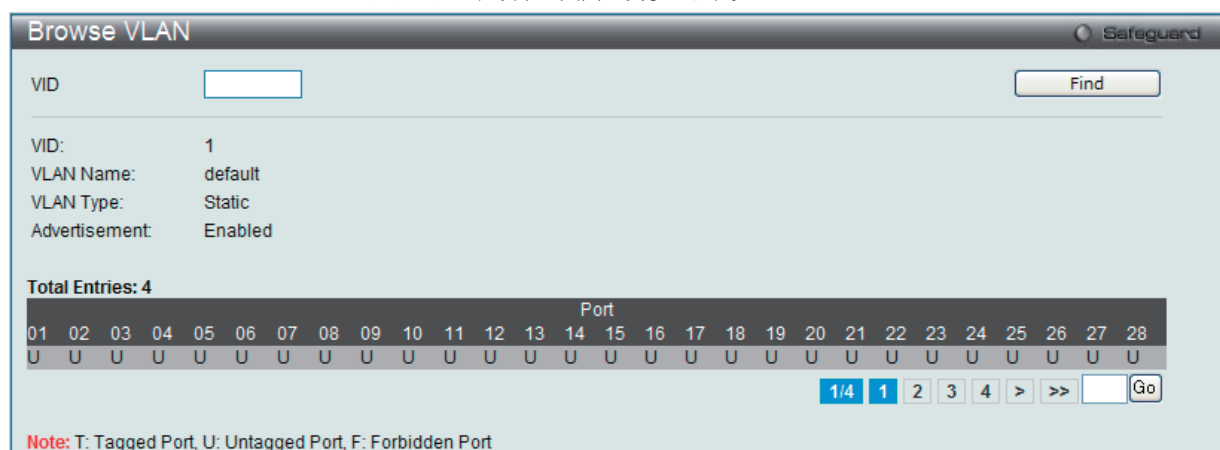 Browse VLAN Safeguard
VID Find
VID: 1
VLAN Name: default
VLAN Type: Static
Advertisement: Enabled
Total Entries: 4
Port
01 02 03 04 05 06 07 08 09 10 11 12 13 14 15 16 17 18 19 20 21 22 23 24 25 26 27 28
U U U U U U U U U U U U U U U U U U U U U U U U U U U U
1/4 1 2 3 4 > >> Go
Note: T: Tagged Port, U: Untagged Port, F: Forbidden Port